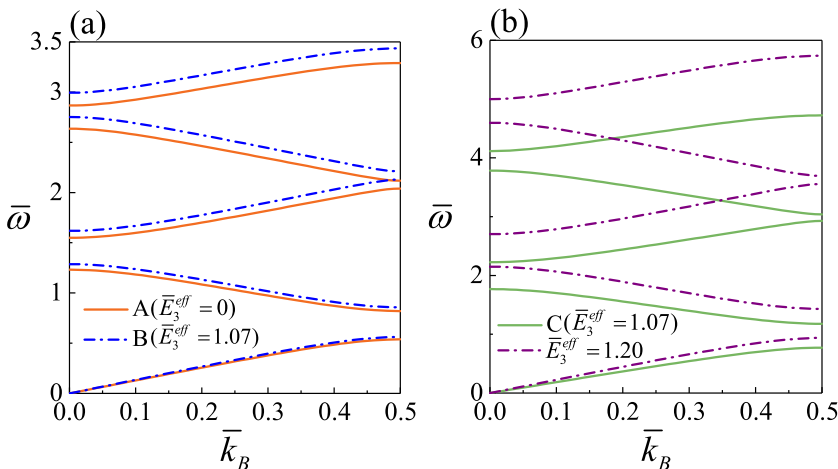 (a)
(b)
3.5
3
2
1
0
ω̄
A(Ē₃ᵉᶠᶠ = 0)
B(Ē₃ᵉᶠᶠ = 1.07)
0.0 0.1 0.2 0.3 0.4 0.5
k̄_B
6
4
2
0
ω̄
C(Ē₃ᵉᶠᶠ = 1.07)
Ē₃ᵉᶠᶠ = 1.20
0.0 0.1 0.2 0.3 0.4 0.5
k̄_B